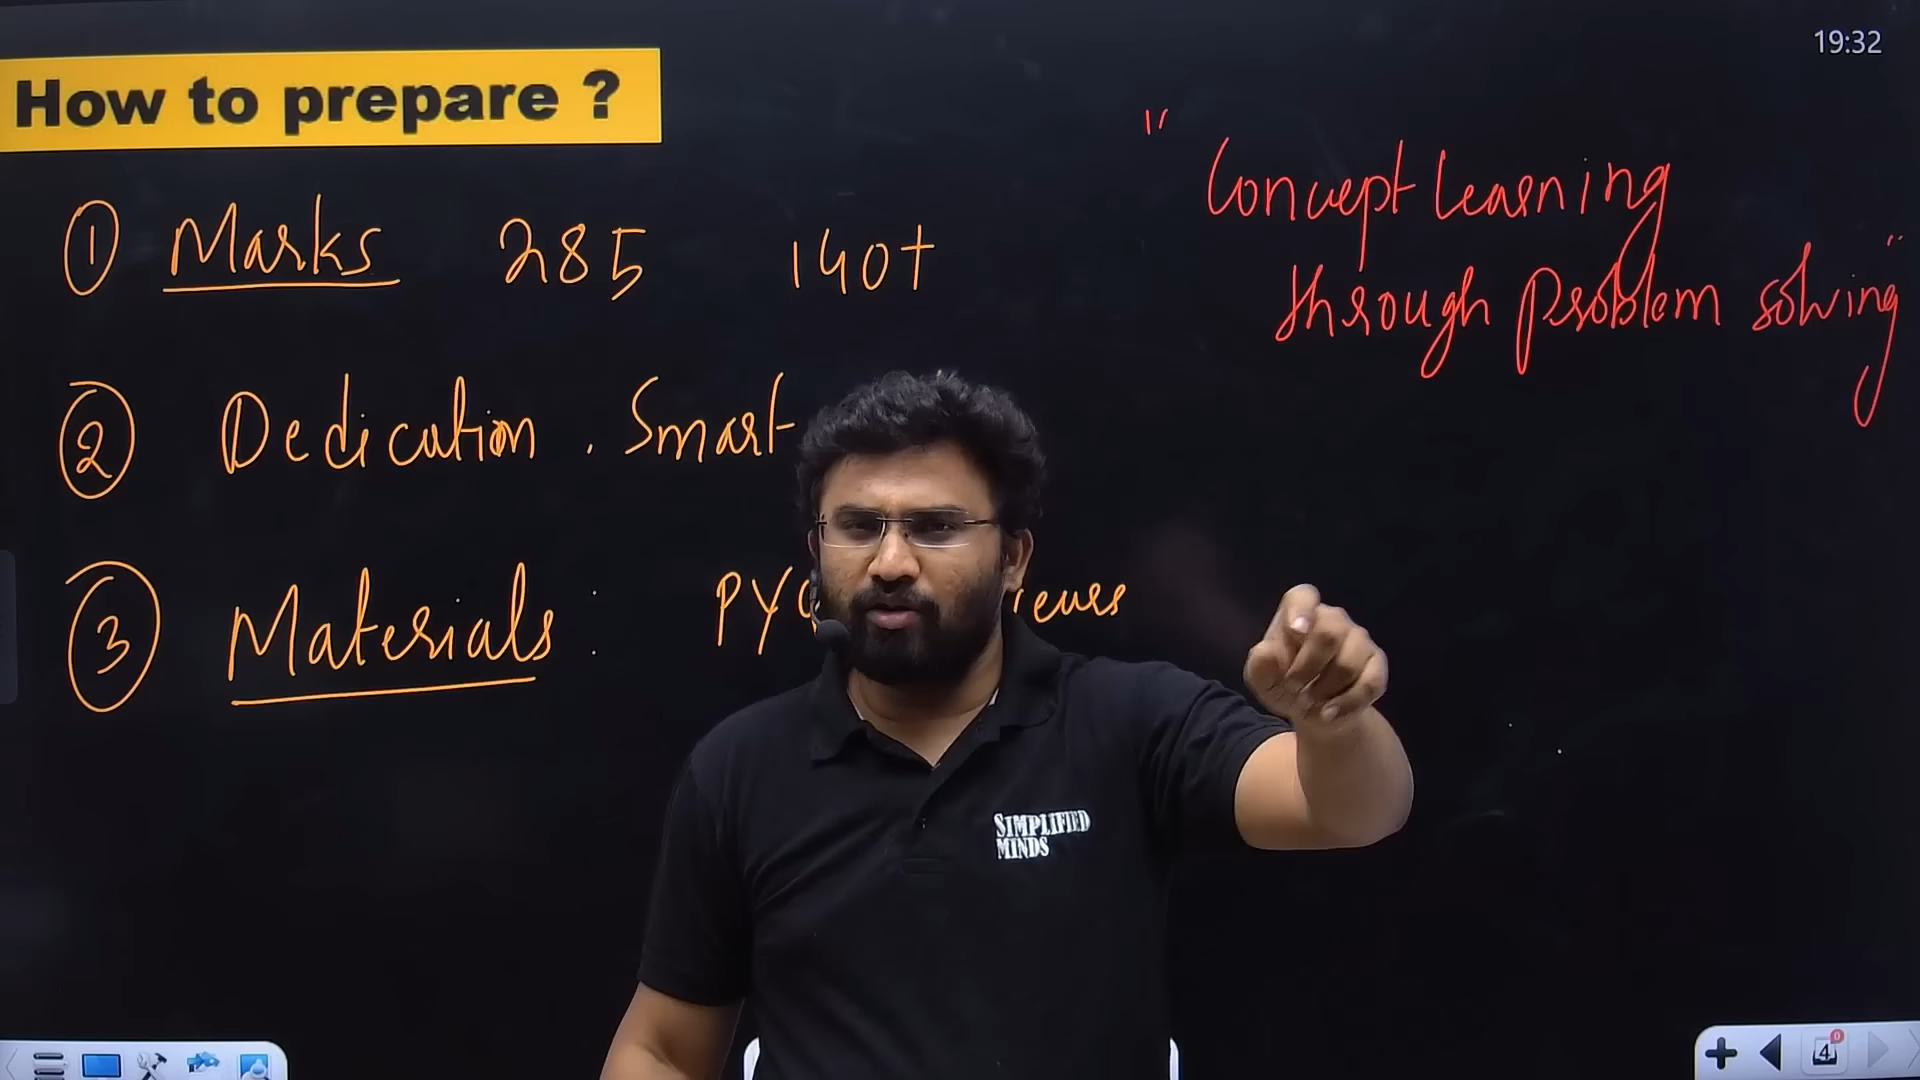 19:32
How to prepare ?
① Marks 285 140+
"Concept learning
through problem solving"
② Dedication . Smart
③ Materials :
SIMPLIFIED
MINDS
4
0